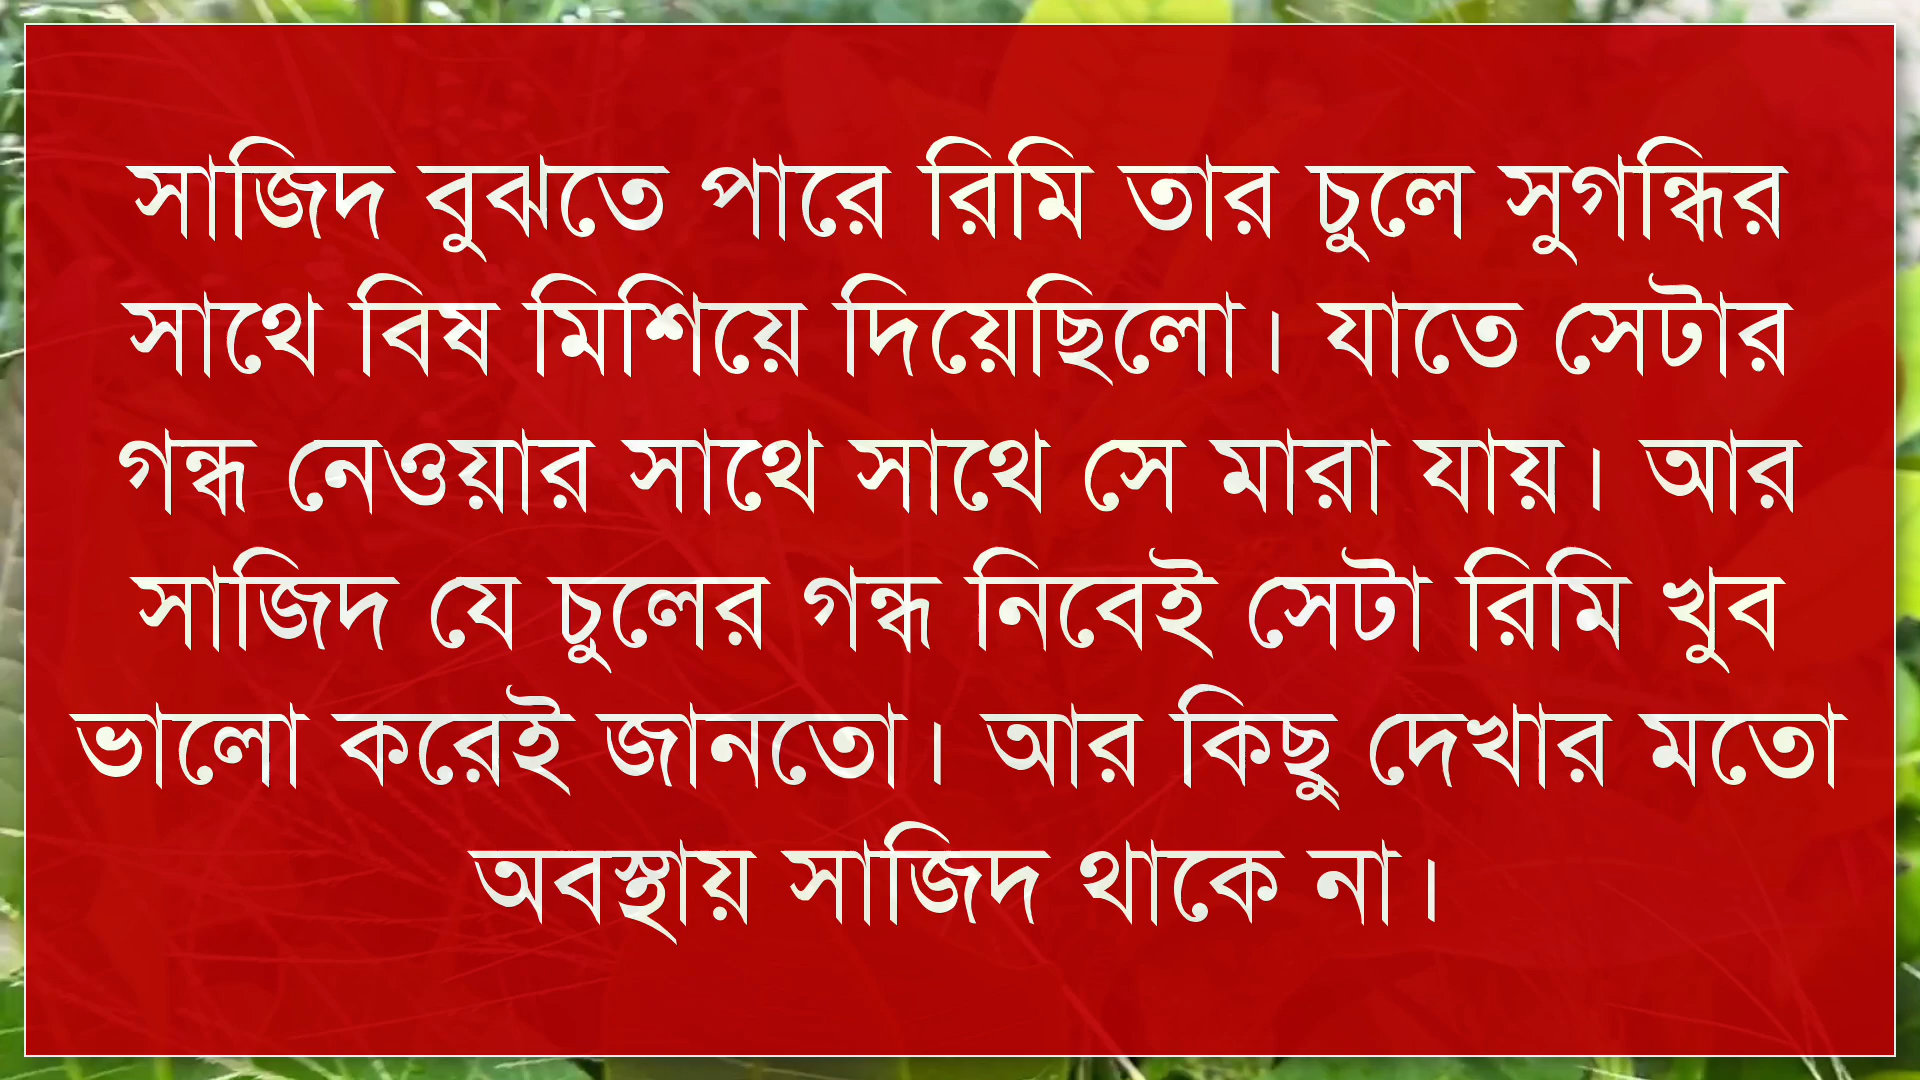 সাজিদ বুঝতে পারে রিমি তার চুলে সুগন্ধির
সাথে বিষ মিশিয়ে দিয়েছিলো। যাতে সেটার
গন্ধ নেওয়ার সাথে সাথে সে মারা যায়। আর
সাজিদ যে চুলের গন্ধ নিবেই সেটা রিমি খুব
ভালো করেই জানতো। আর কিছু দেখার মতো
অবস্থায় সাজিদ থাকে না।